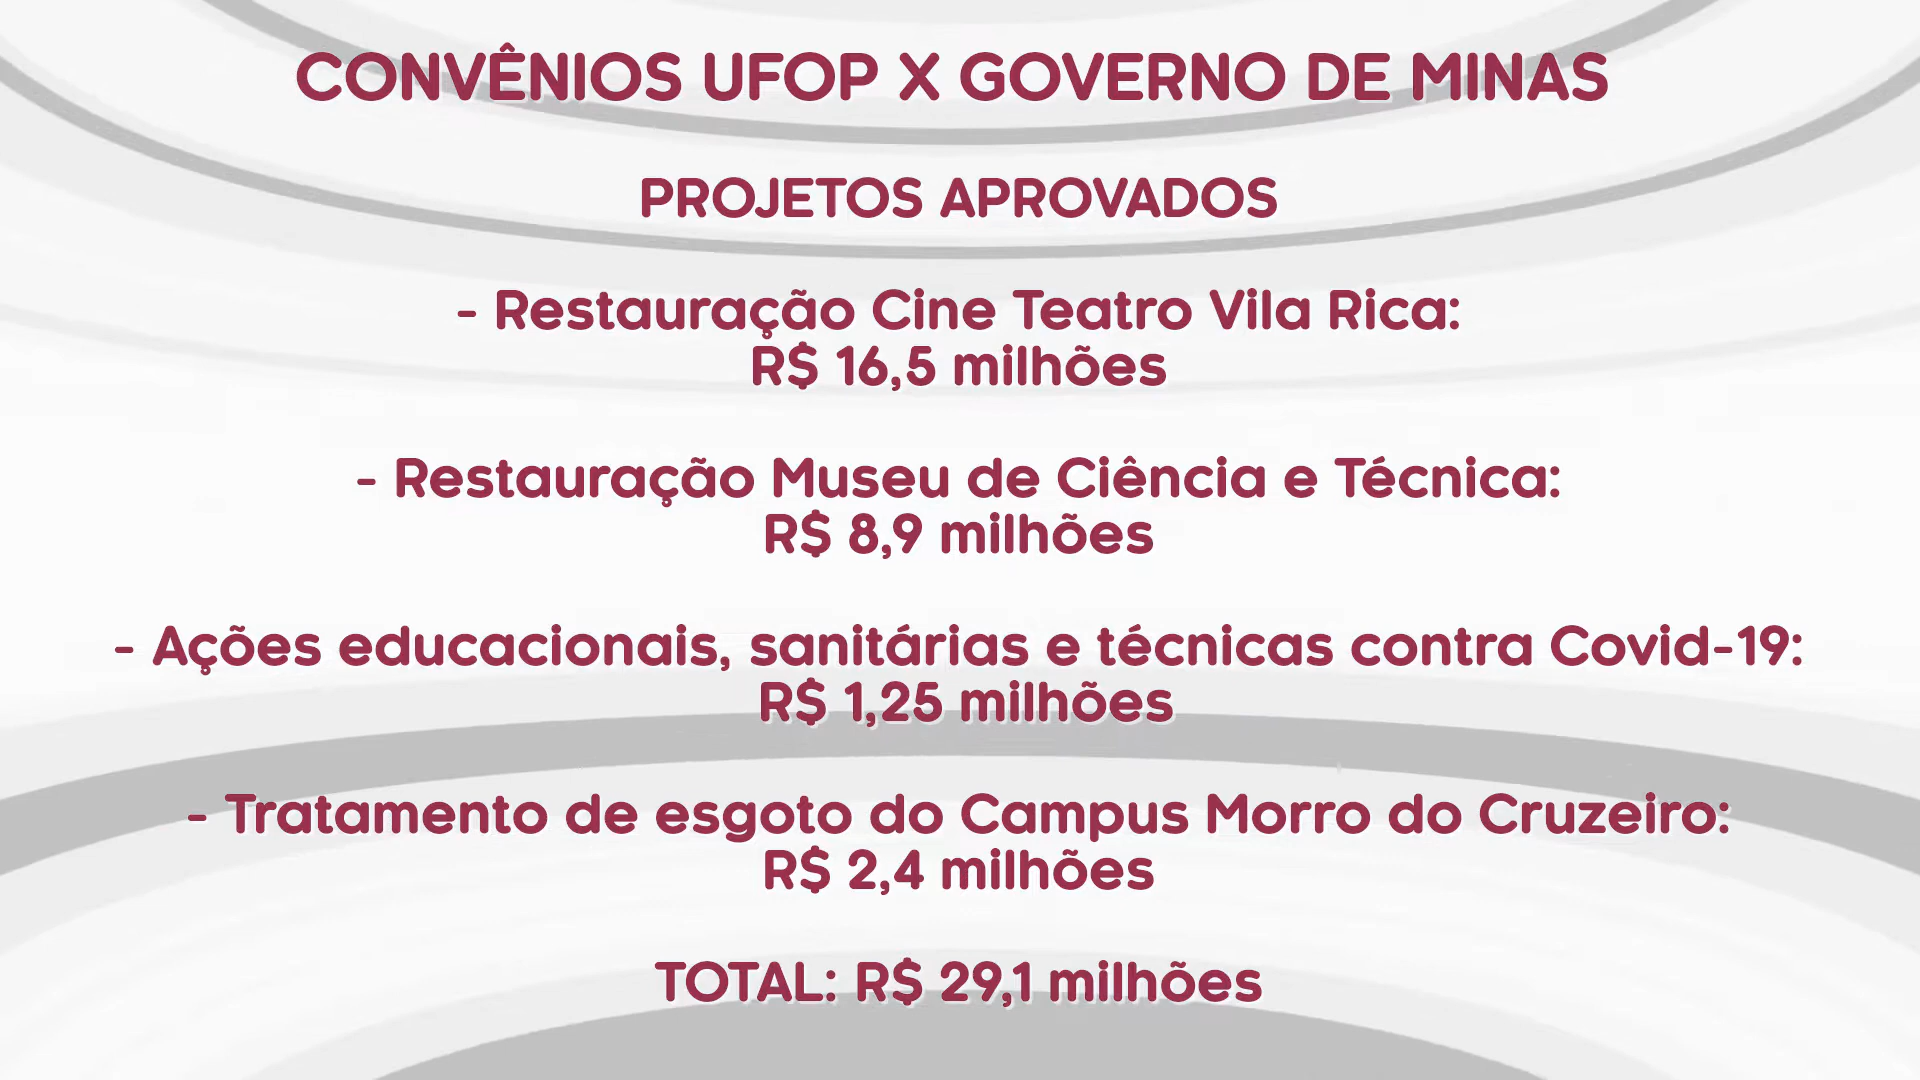 CONVÊNIOS UFOP X GOVERNO DE MINAS
PROJETOS APROVADOS
- Restauração Cine Teatro Vila Rica:
R$ 16,5 milhões
- Restauração Museu de Ciência e Técnica:
R$ 8,9 milhões
- Ações educacionais, sanitárias e técnicas contra Covid-19:
R$ 1,25 milhões
- Tratamento de esgoto do Campus Morro do Cruzeiro:
R$ 2,4 milhões
TOTAL: R$ 29,1 milhões